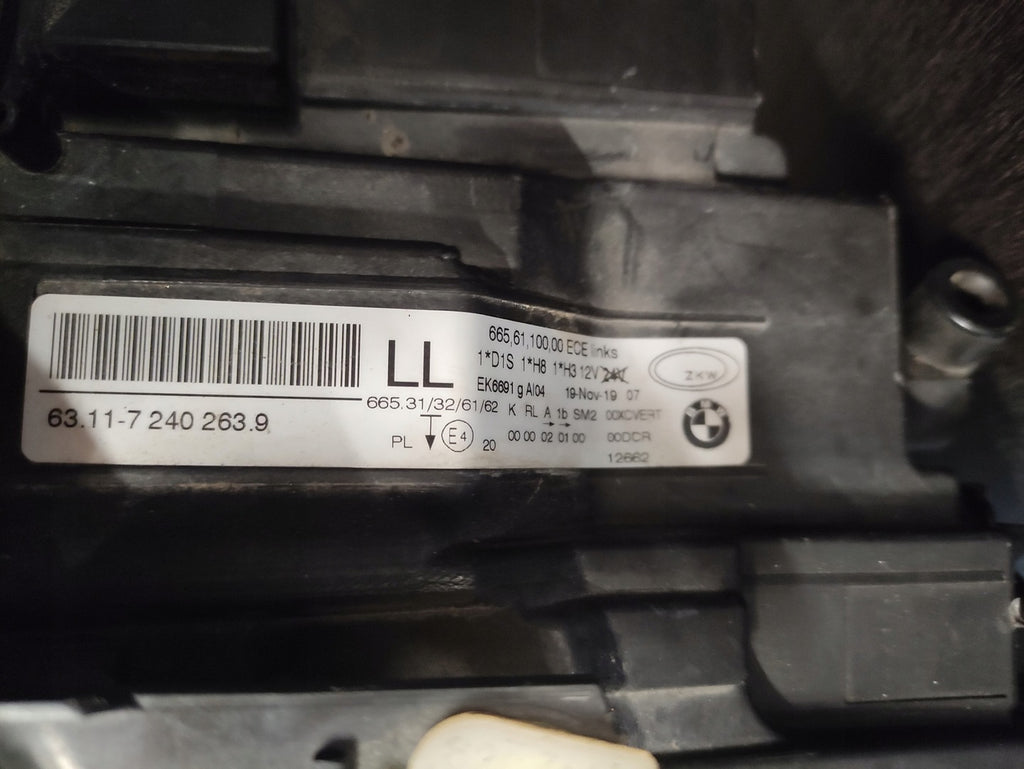 63.11-7 240 263.9
LL
665.31/32/61/62
PL
E4
20
665,61,100,00 ECE links
1*D1S 1*H8 1*H3 12V 24V
EK6691 g AI04 19-Nov-19 07
K RL A 1b SM2 00XCVERT
00 00 02 01 00 00DCR
12662
ZKW
BMW